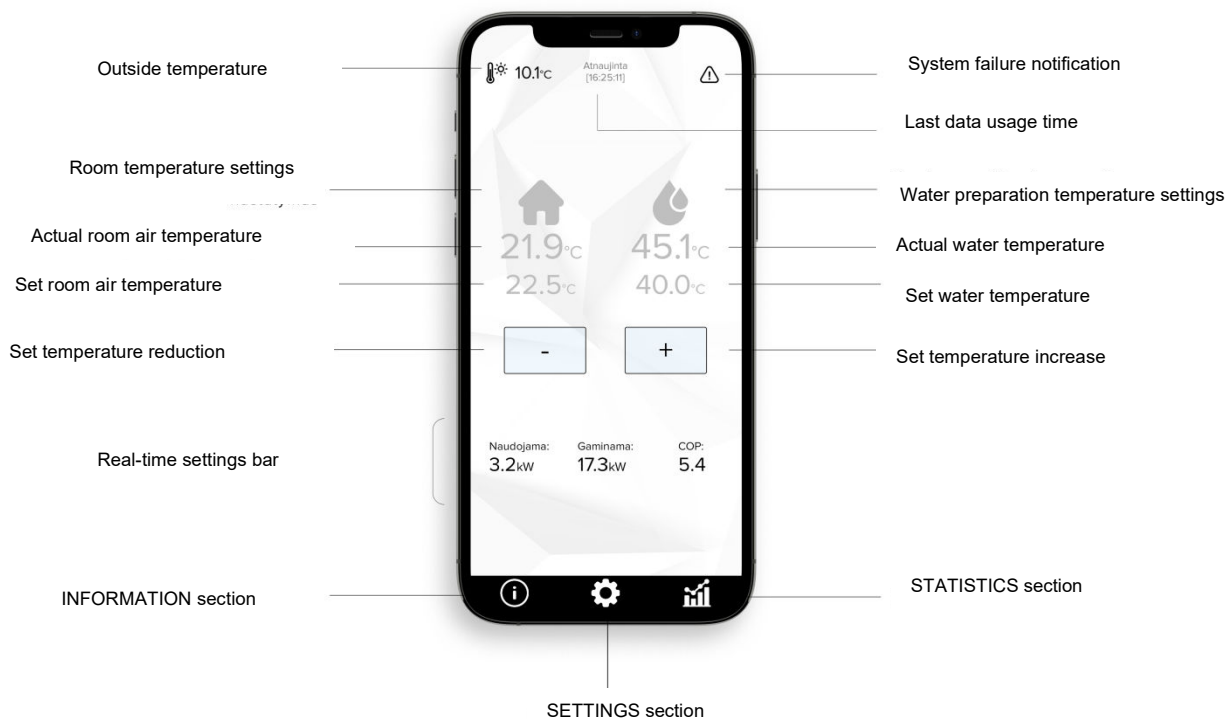 Outside temperature
10.1°C
Atnaujinta
[16:25:11]
System failure notification
Last data usage time
Room temperature settings
Water preparation temperature settings
Actual room air temperature
21.9°C
45.1°C
Actual water temperature
Set room air temperature
22.5°C
40.0°C
Set water temperature
Set temperature reduction
-
+
Set temperature increase
Real-time settings bar
Naudojama:
3.2kW
Gaminama:
17.3kW
COP:
5.4
INFORMATION section
STATISTICS section
SETTINGS section